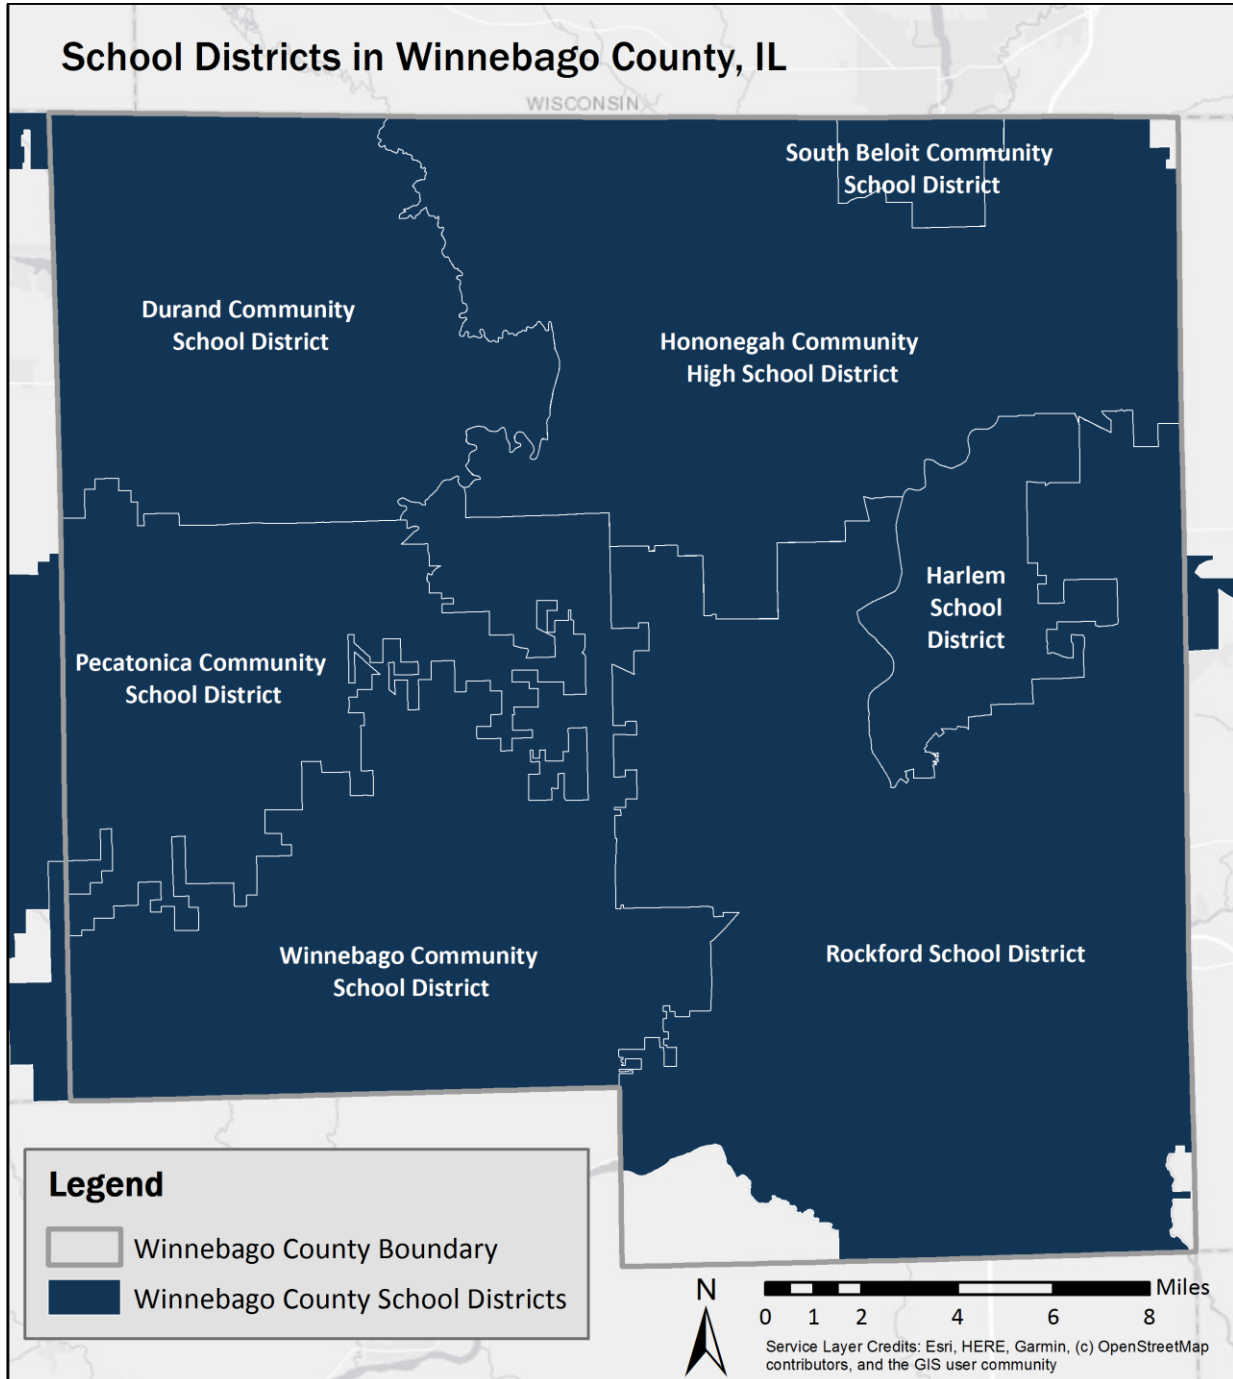 School Districts in Winnebago County, IL
WISCONSIN
South Beloit Community
School District
Durand Community
School District
Hononegah Community
High School District
Harlem
School
District
Pecatonica Community
School District
Winnebago Community
School District
Rockford School District
Legend
Winnebago County Boundary
Winnebago County School Districts
N
Miles
0 1 2 4 6 8
Service Layer Credits: Esri, HERE, Garmin, (c) OpenStreetMap
contributors, and the GIS user community